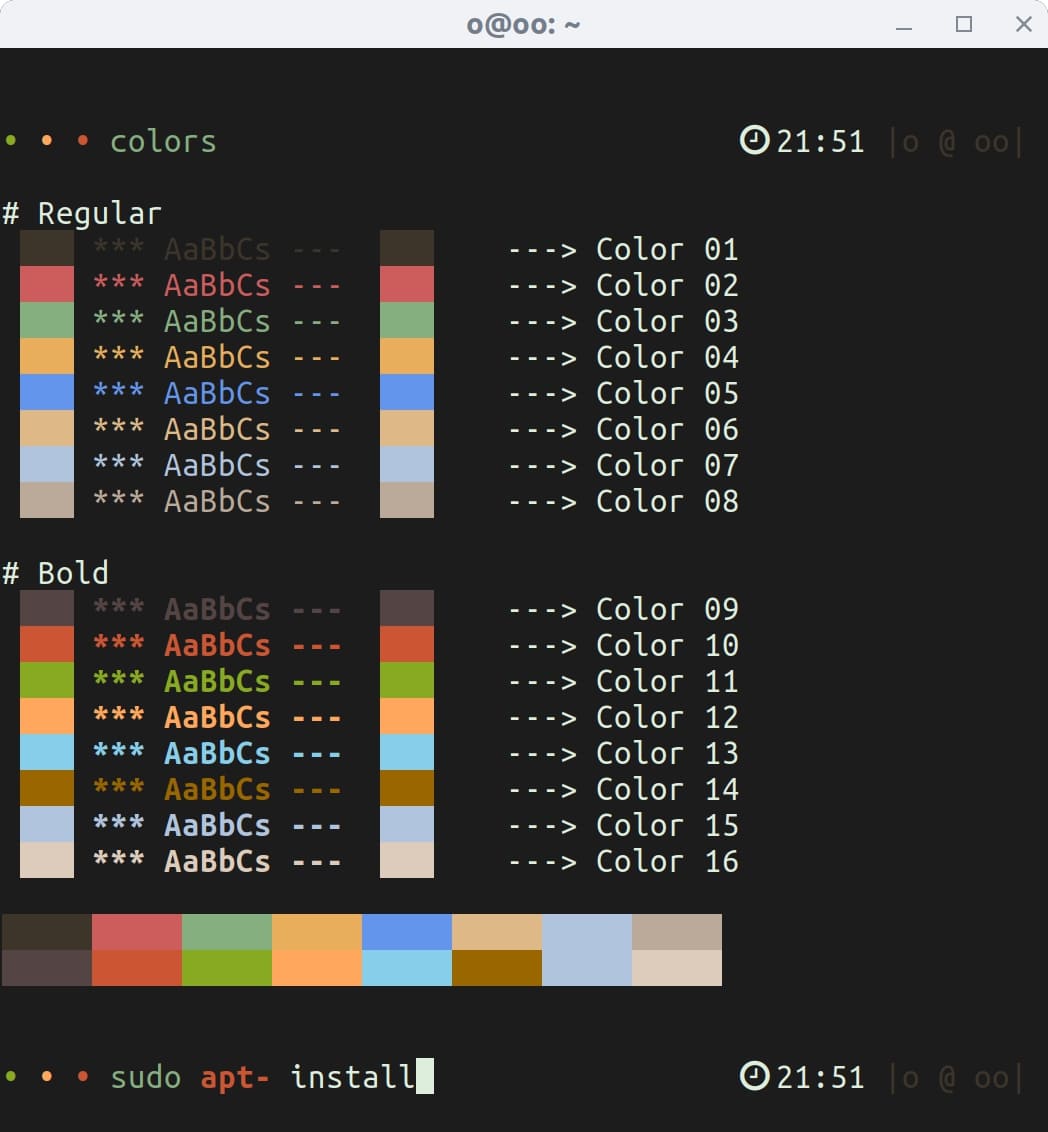 o@oo: ~
• • • colors 21:51 |o @ oo|
# Regular
*** AaBbCs --- ---> Color 01
*** AaBbCs --- ---> Color 02
*** AaBbCs --- ---> Color 03
*** AaBbCs --- ---> Color 04
*** AaBbCs --- ---> Color 05
*** AaBbCs --- ---> Color 06
*** AaBbCs --- ---> Color 07
*** AaBbCs --- ---> Color 08
# Bold
*** AaBbCs --- ---> Color 09
*** AaBbCs --- ---> Color 10
*** AaBbCs --- ---> Color 11
*** AaBbCs --- ---> Color 12
*** AaBbCs --- ---> Color 13
*** AaBbCs --- ---> Color 14
*** AaBbCs --- ---> Color 15
*** AaBbCs --- ---> Color 16
• • • sudo apt- install 21:51 |o @ oo|